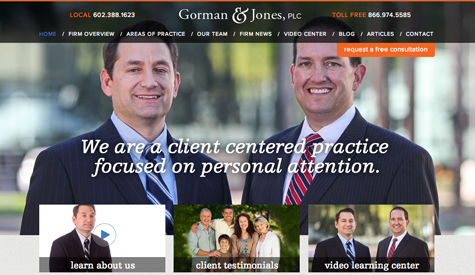 LOCAL 602.388.1623
Gorman & Jones, PLC
TOLL FREE 866.974.5585
HOME / FIRM OVERVIEW / AREAS OF PRACTICE / OUR TEAM / FIRM NEWS / VIDEO CENTER / BLOG / ARTICLES / CONTACT
request a free consultation
We are a client centered practice
focused on personal attention.
learn about us
client testimonials
video learning center